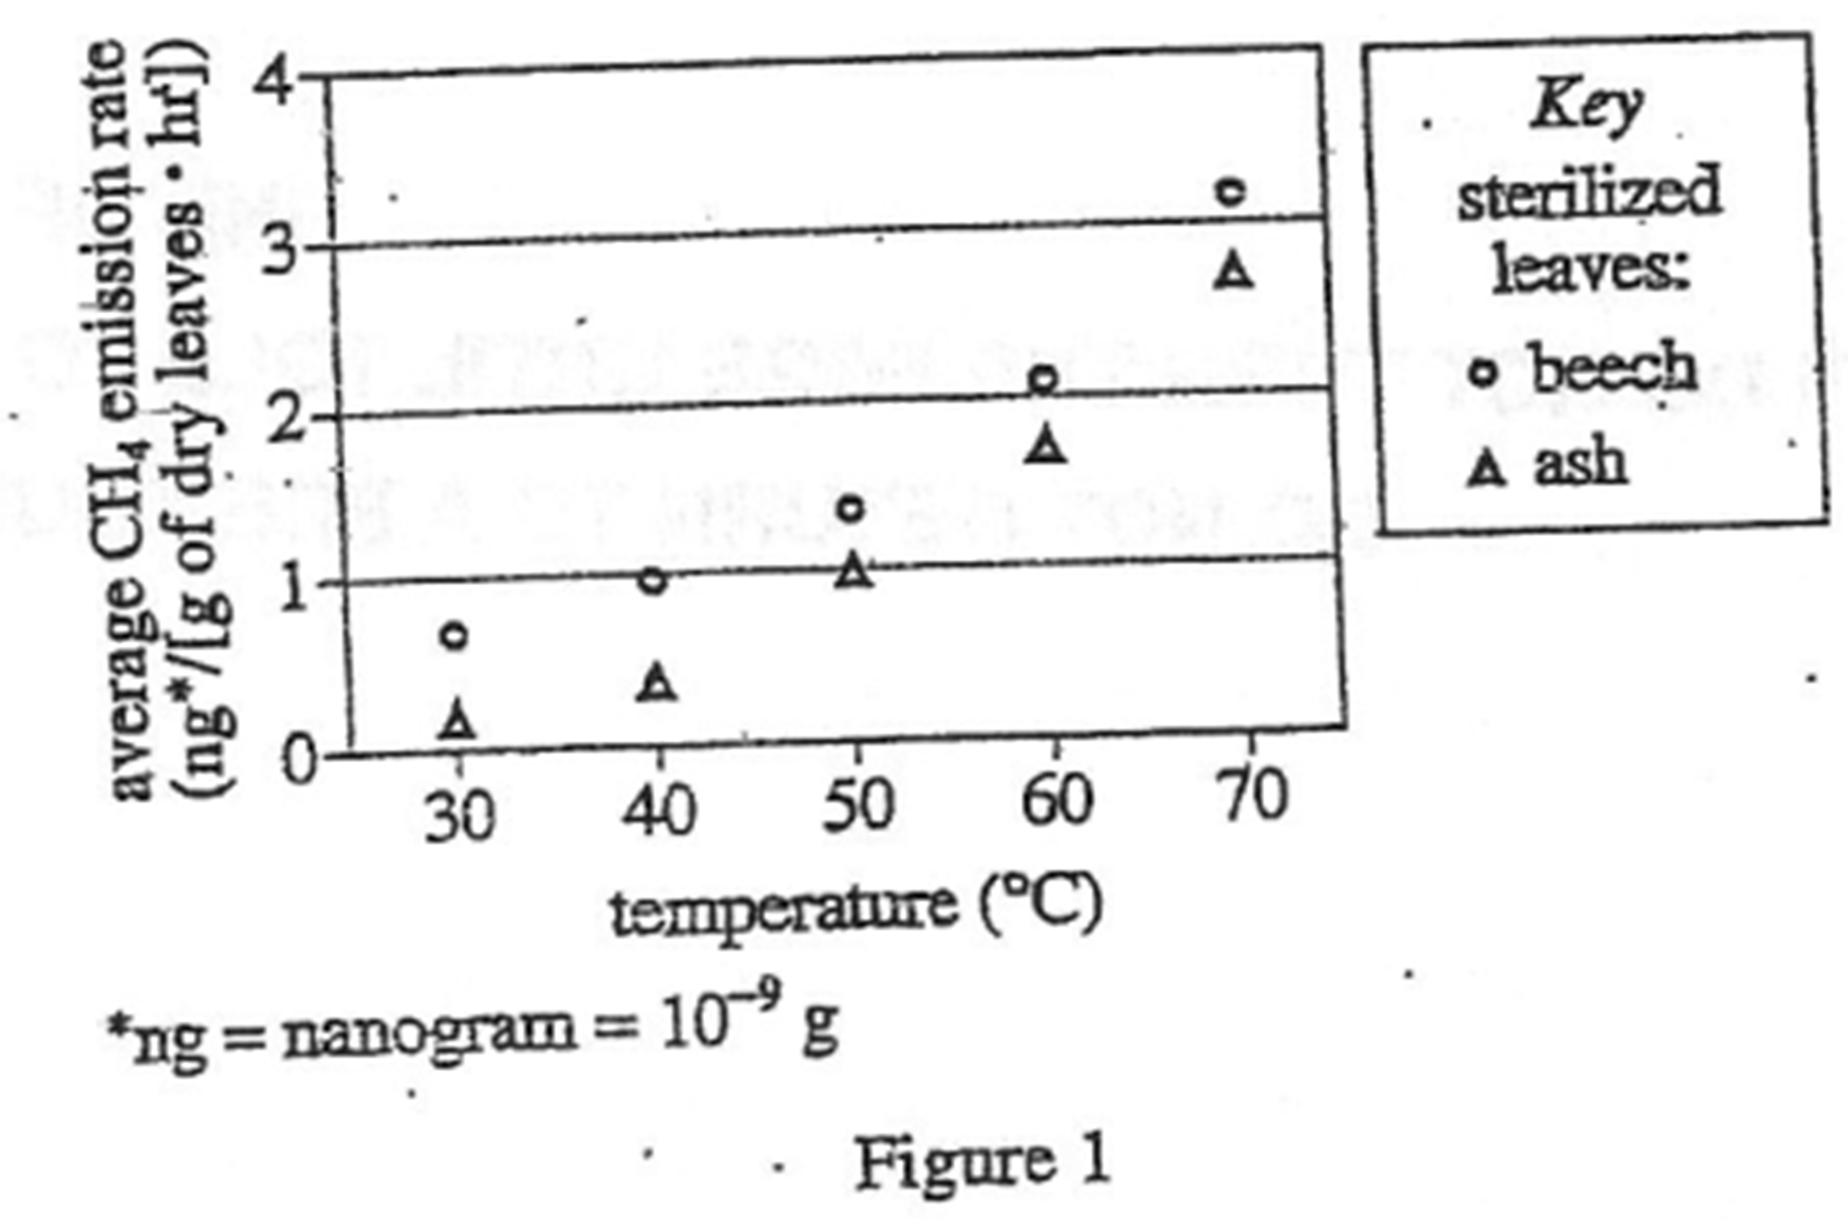 average CH₄ emission rate
(ng*/[g of dry leaves • hr])
4
3
2
1
0
30 40 50 60 70
temperature (°C)
Key
sterilized
leaves:
beech
ash
*ng = nanogram = 10⁻⁹ g
Figure 1